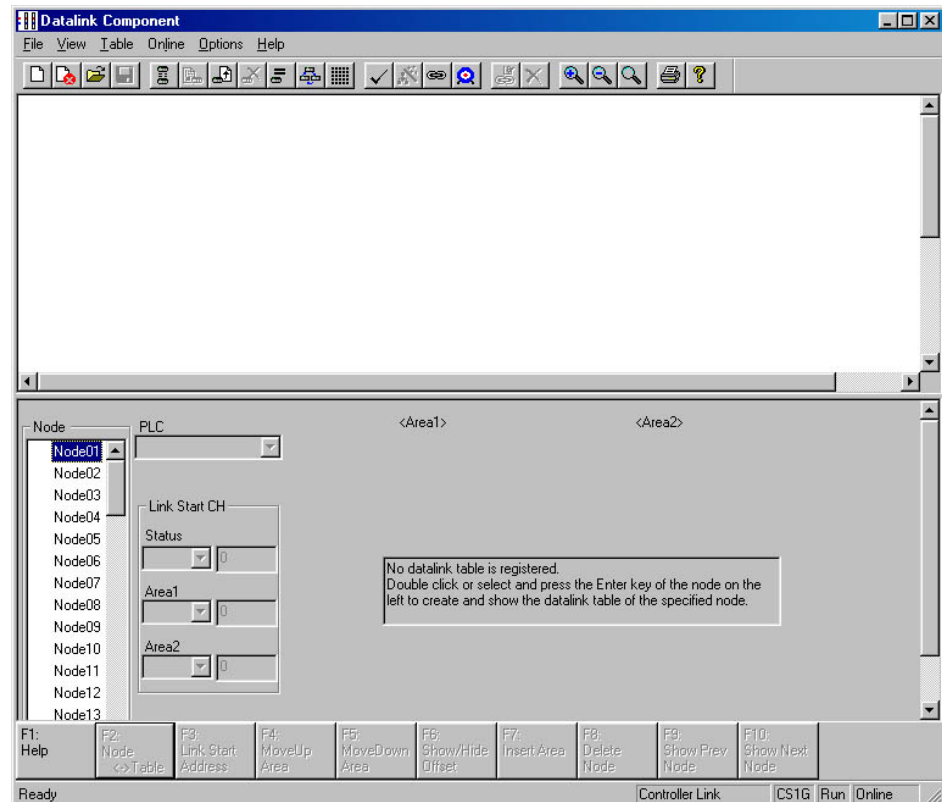 Datalink Component
File View Table Online Options Help
Node
PLC
<Area1>
<Area2>
Node01
Node02
Node03
Node04
Node05
Node06
Node07
Node08
Node09
Node10
Node11
Node12
Node13
Link Start CH
Status
0
Area1
0
Area2
0
No datalink table is registered.
Double click or select and press the Enter key of the node on the
left to create and show the datalink table of the specified node.
F1:
Help
F2:
Node
<->Table
F3:
Link Start
Address
F4:
MoveUp
Area
F5:
MoveDown
Area
F6:
Show/Hide
Offset
F7:
Insert Area
F8:
Delete
Node
F9:
Show Prev
Node
F10:
Show Next
Node
Ready
Controller Link
CS1G
Run
Online